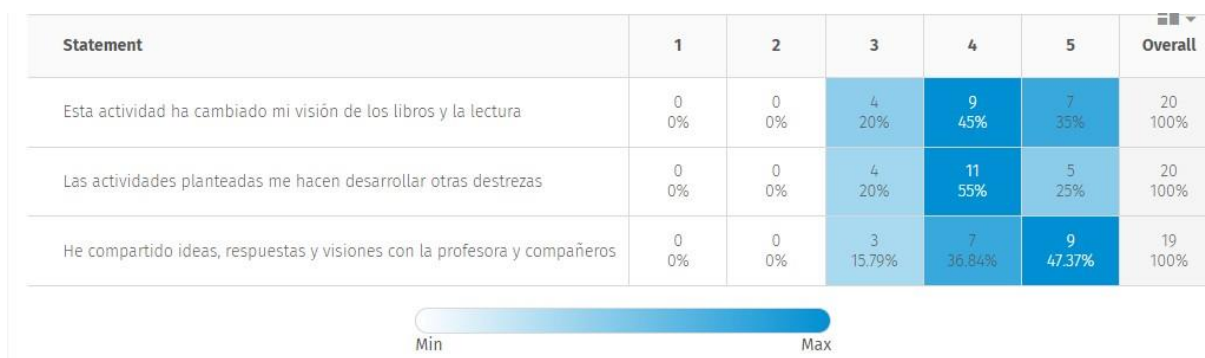 Statement 1 2 3 4 5 Overall
Esta actividad ha cambiado mi visión de los libros y la lectura 0 0 4 9 7 20
0% 0% 20% 45% 35% 100%
Las actividades planteadas me hacen desarrollar otras destrezas 0 0 4 11 5 20
0% 0% 20% 55% 25% 100%
He compartido ideas, respuestas y visiones con la profesora y compañeros 0 0 3 7 9 19
0% 0% 15.79% 36.84% 47.37% 100%
Min Max